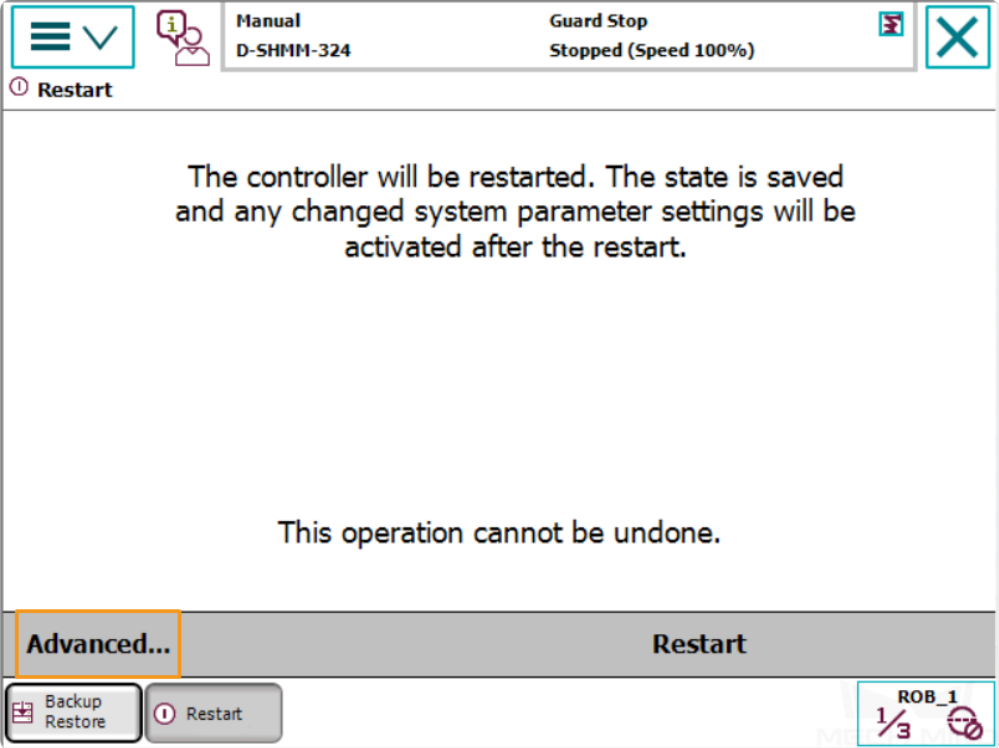 Manual
Guard Stop
D-SHMM-324
Stopped (Speed 100%)
Restart
The controller will be restarted. The state is saved
and any changed system parameter settings will be
activated after the restart.
This operation cannot be undone.
Advanced...
Restart
Backup
Restore
Restart
ROB_1
1/3